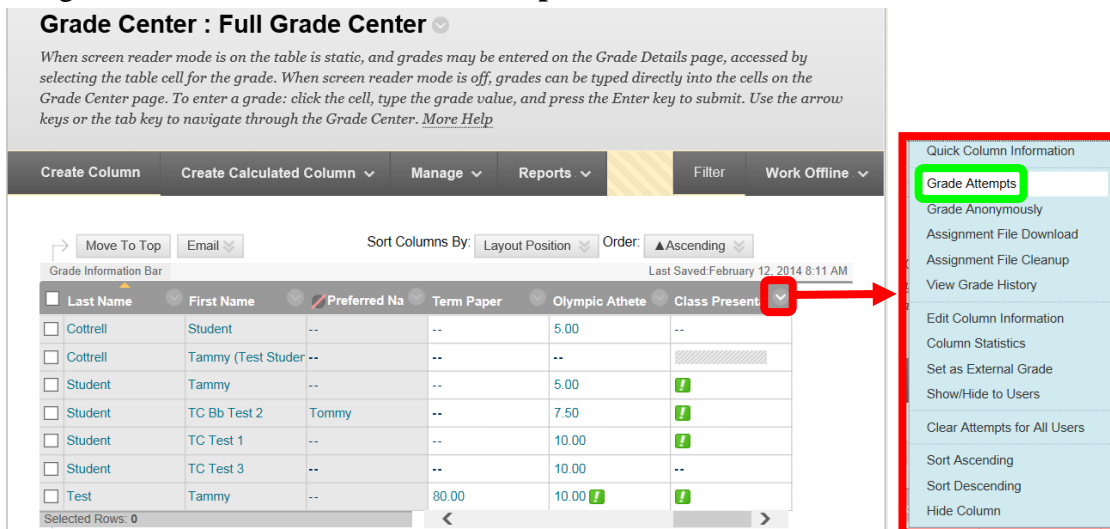 Grade Center : Full Grade Center
When screen reader mode is on the table is static, and grades may be entered on the Grade Details page, accessed by
selecting the table cell for the grade. When screen reader mode is off, grades can be typed directly into the cells on the
Grade Center page. To enter a grade: click the cell, type the grade value, and press the Enter key to submit. Use the arrow
keys or the tab key to navigate through the Grade Center. More Help
Create Column Create Calculated Column Manage Reports Filter Work Offline
Move To Top Email Sort Columns By: Layout Position Order: ▲Ascending
Grade Information Bar Last Saved:February 12, 2014 8:11 AM
Last Name First Name Preferred Na Term Paper Olympic Athete Class Presenta
Cottrell Student -- -- 5.00 --
Cottrell Tammy (Test Studen -- -- --
Student Tammy -- -- 5.00 !
Student TC Bb Test 2 Tommy -- 7.50 !
Student TC Test 1 -- -- 10.00 !
Student TC Test 3 -- -- 10.00 --
Test Tammy -- 80.00 10.00 ! !
Selected Rows: 0
Quick Column Information
Grade Attempts
Grade Anonymously
Assignment File Download
Assignment File Cleanup
View Grade History
Edit Column Information
Column Statistics
Set as External Grade
Show/Hide to Users
Clear Attempts for All Users
Sort Ascending
Sort Descending
Hide Column